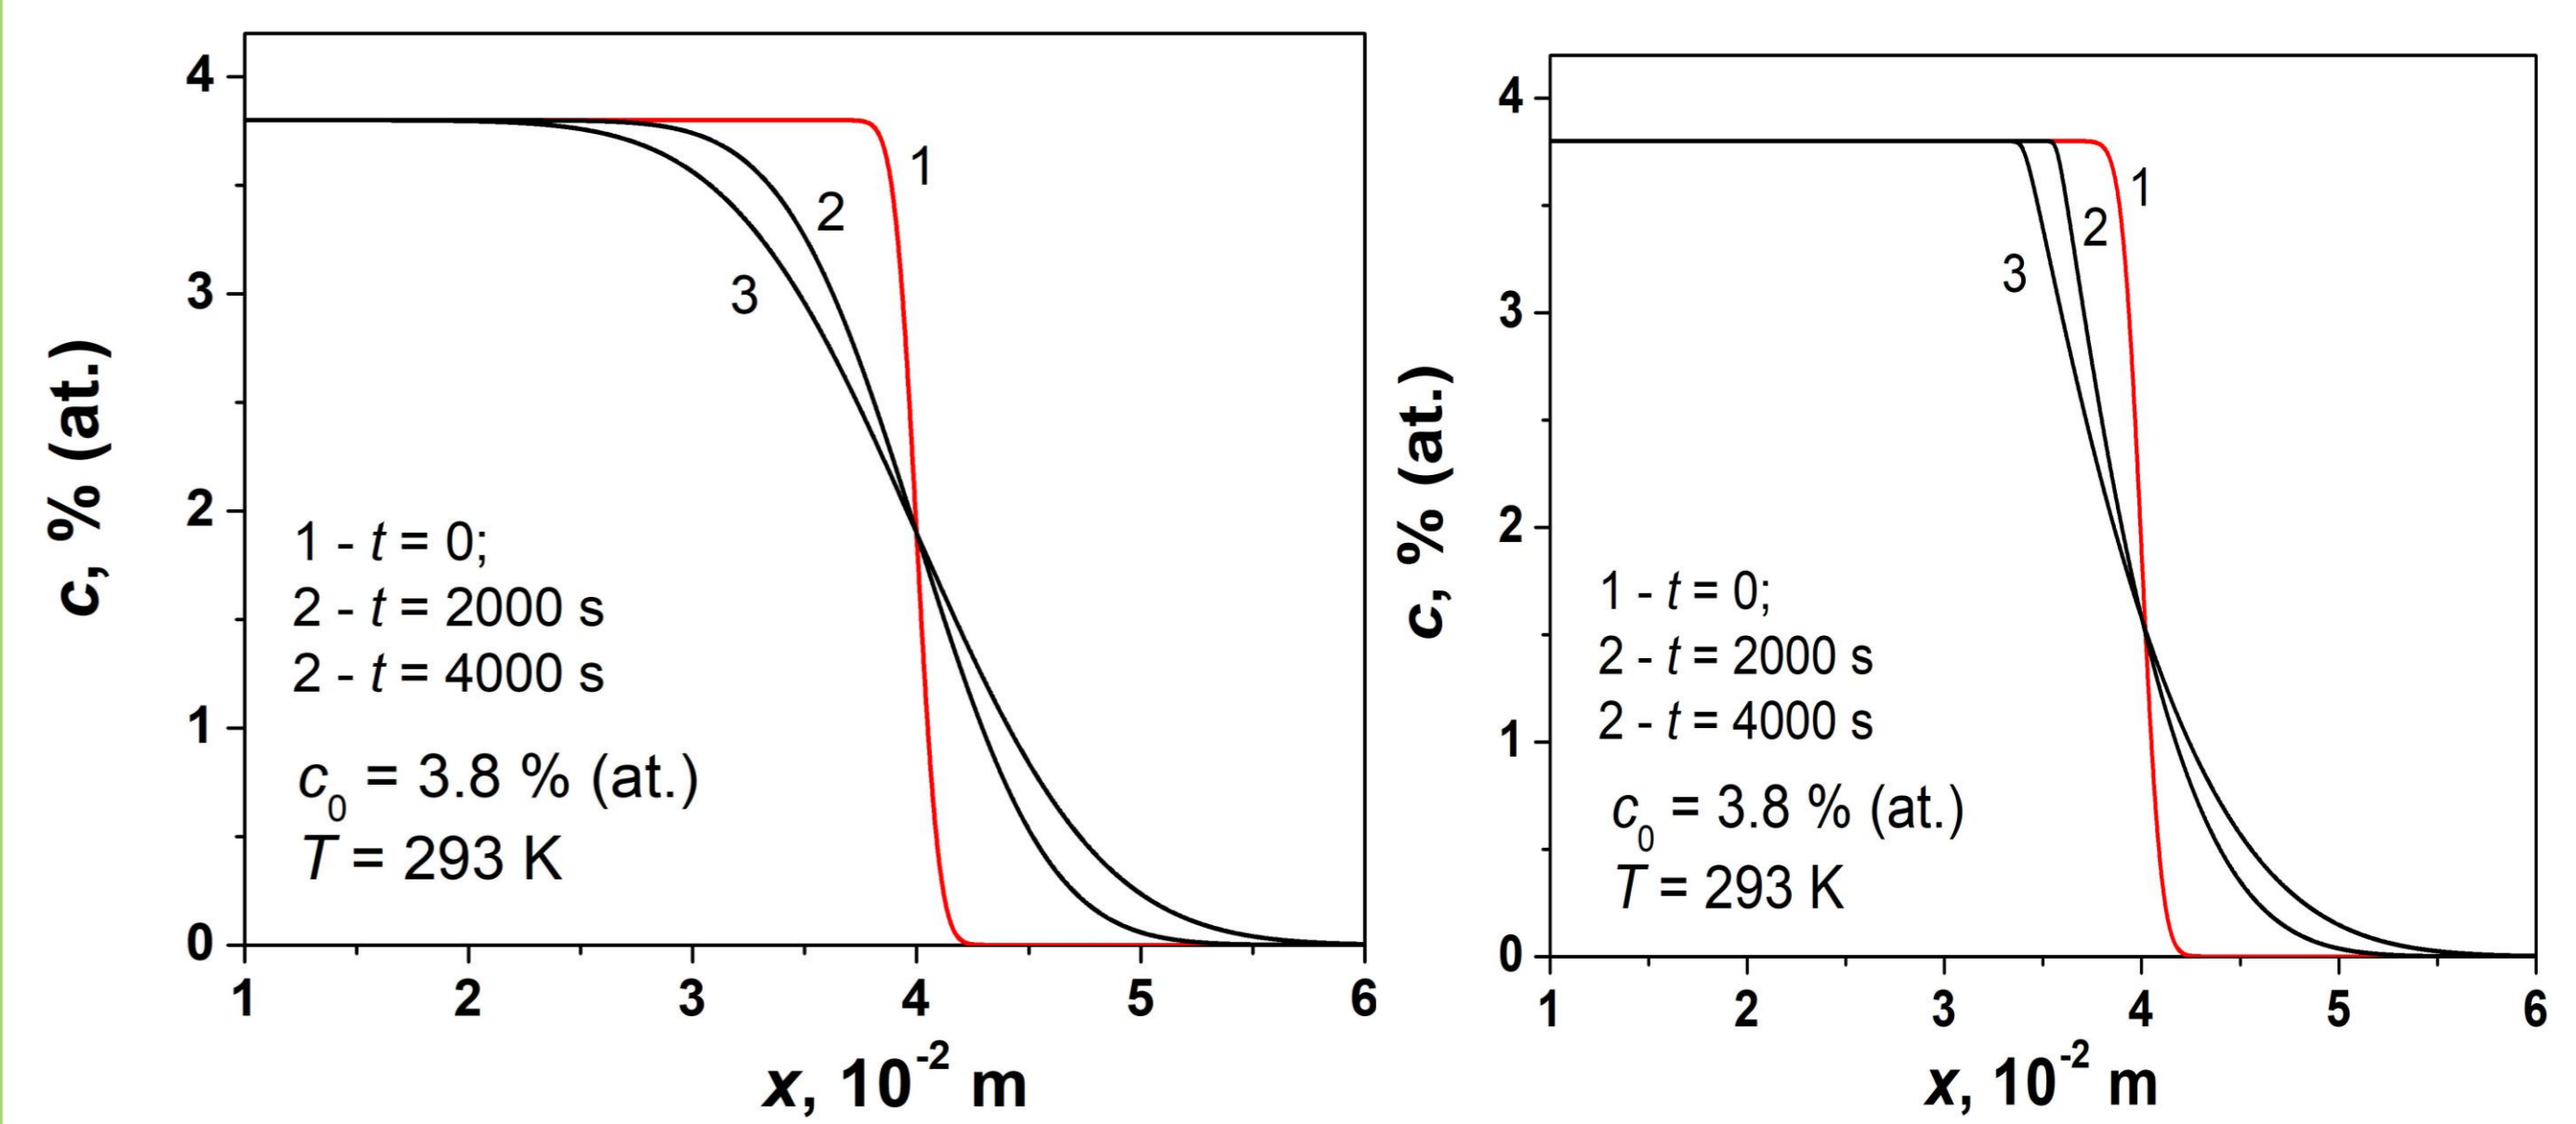 c, % (at.)
4
3
2
1
0
1
2
3
1 - t = 0;
2 - t = 2000 s
2 - t = 4000 s
c₀ = 3.8 % (at.)
T = 293 K
1 2 3 4 5 6
x, 10⁻² m
c, % (at.)
4
3
2
1
0
1
2
3
1 - t = 0;
2 - t = 2000 s
2 - t = 4000 s
c₀ = 3.8 % (at.)
T = 293 K
1 2 3 4 5 6
x, 10⁻² m